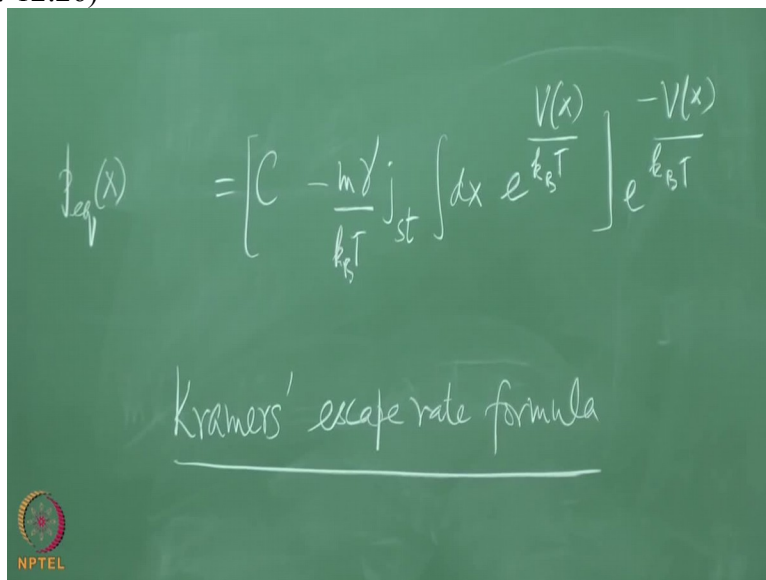 p_eq(x) = [C - mγ/k_BT j_st ∫dx e^{V(x)/k_BT}] e^{-V(x)/k_BT}
Kramers' escape rate formula
NPTEL